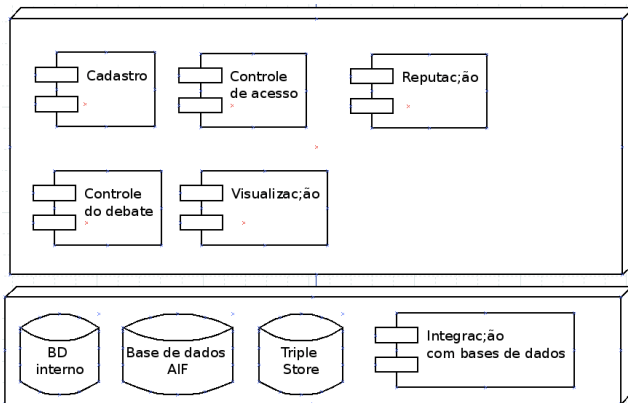 Cadastro
Controle
de acesso
Reputac;ão
Controle
do debate
Visualizac;ão
BD
interno
Base de dados
AIF
Triple
Store
Integrac;ão
com bases de dados